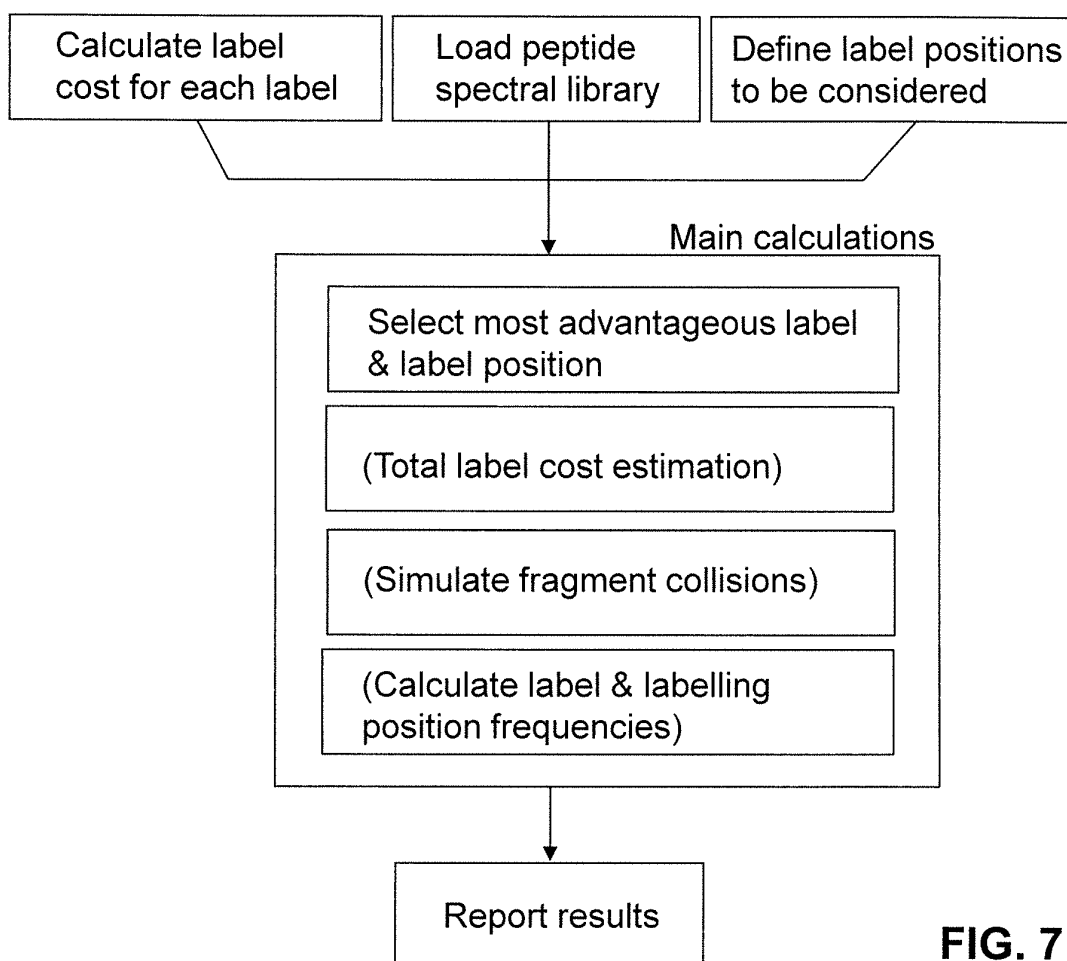 Calculate label
cost for each label
Load peptide
spectral library
Define label positions
to be considered
Main calculations
Select most advantageous label
& label position
(Total label cost estimation)
(Simulate fragment collisions)
(Calculate label & labelling
position frequencies)
Report results
FIG. 7